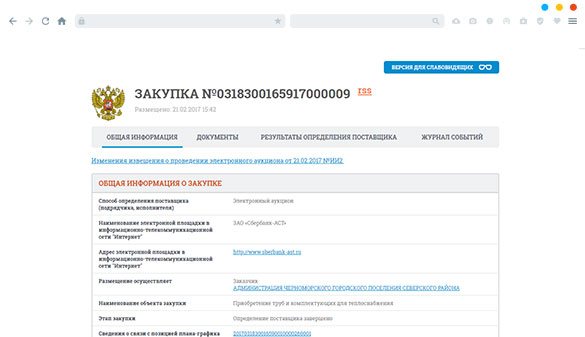 ВЕРСИЯ ДЛЯ СЛАБОВИДЯЩИХ
ЗАКУПКА №0318300165917000009 rss
Размещено: 21.02.2017 15:42
ОБЩАЯ ИНФОРМАЦИЯ ДОКУМЕНТЫ РЕЗУЛЬТАТЫ ОПРЕДЕЛЕНИЯ ПОСТАВЩИКА ЖУРНАЛ СОБЫТИЙ
Изменения извещения о проведении электронного аукциона от 21.02.2017 №ИИ2.
ОБЩАЯ ИНФОРМАЦИЯ О ЗАКУПКЕ
Способ определения поставщика Электронный аукцион
(подрядчика, исполнителя)
Наименование электронной площадки в ЗАО «Сбербанк-АСТ»
информационно-телекоммуникационной
сети "Интернет"
Адрес электронной площадки в http://www.sberbank-ast.ru
информационно-телекоммуникационной
сети "Интернет"
Размещение осуществляет Заказчик
АДМИНИСТРАЦИЯ ЧЕРНОМОРСКОГО ГОРОДСКОГО ПОСЕЛЕНИЯ СЕВЕРСКОГО РАЙОНА
Наименование объекта закупки Приобретение труб и комплектующих для теплоснабжения
Этап закупки Определение поставщика завершено
Сведения о связи с позицией плана-графика